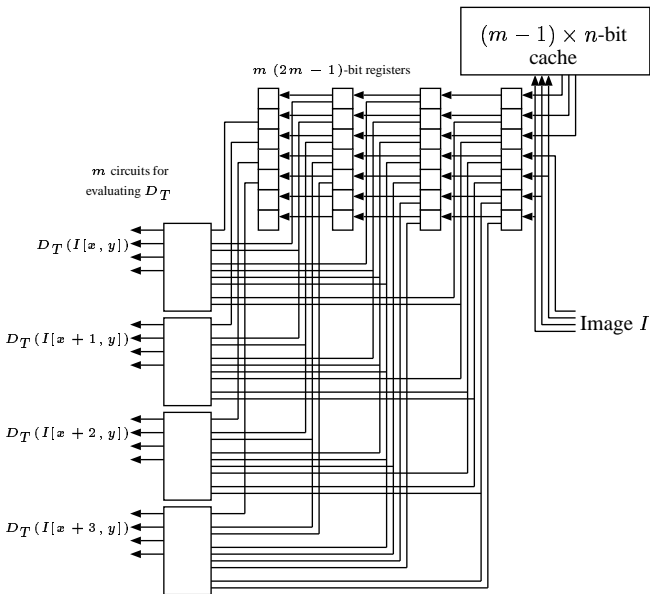 (m − 1) × n-bit
cache
m (2m − 1)-bit registers
m circuits for
evaluating D_T
D_T(I[x, y])
Image I
D_T(I[x + 1, y])
D_T(I[x + 2, y])
D_T(I[x + 3, y])